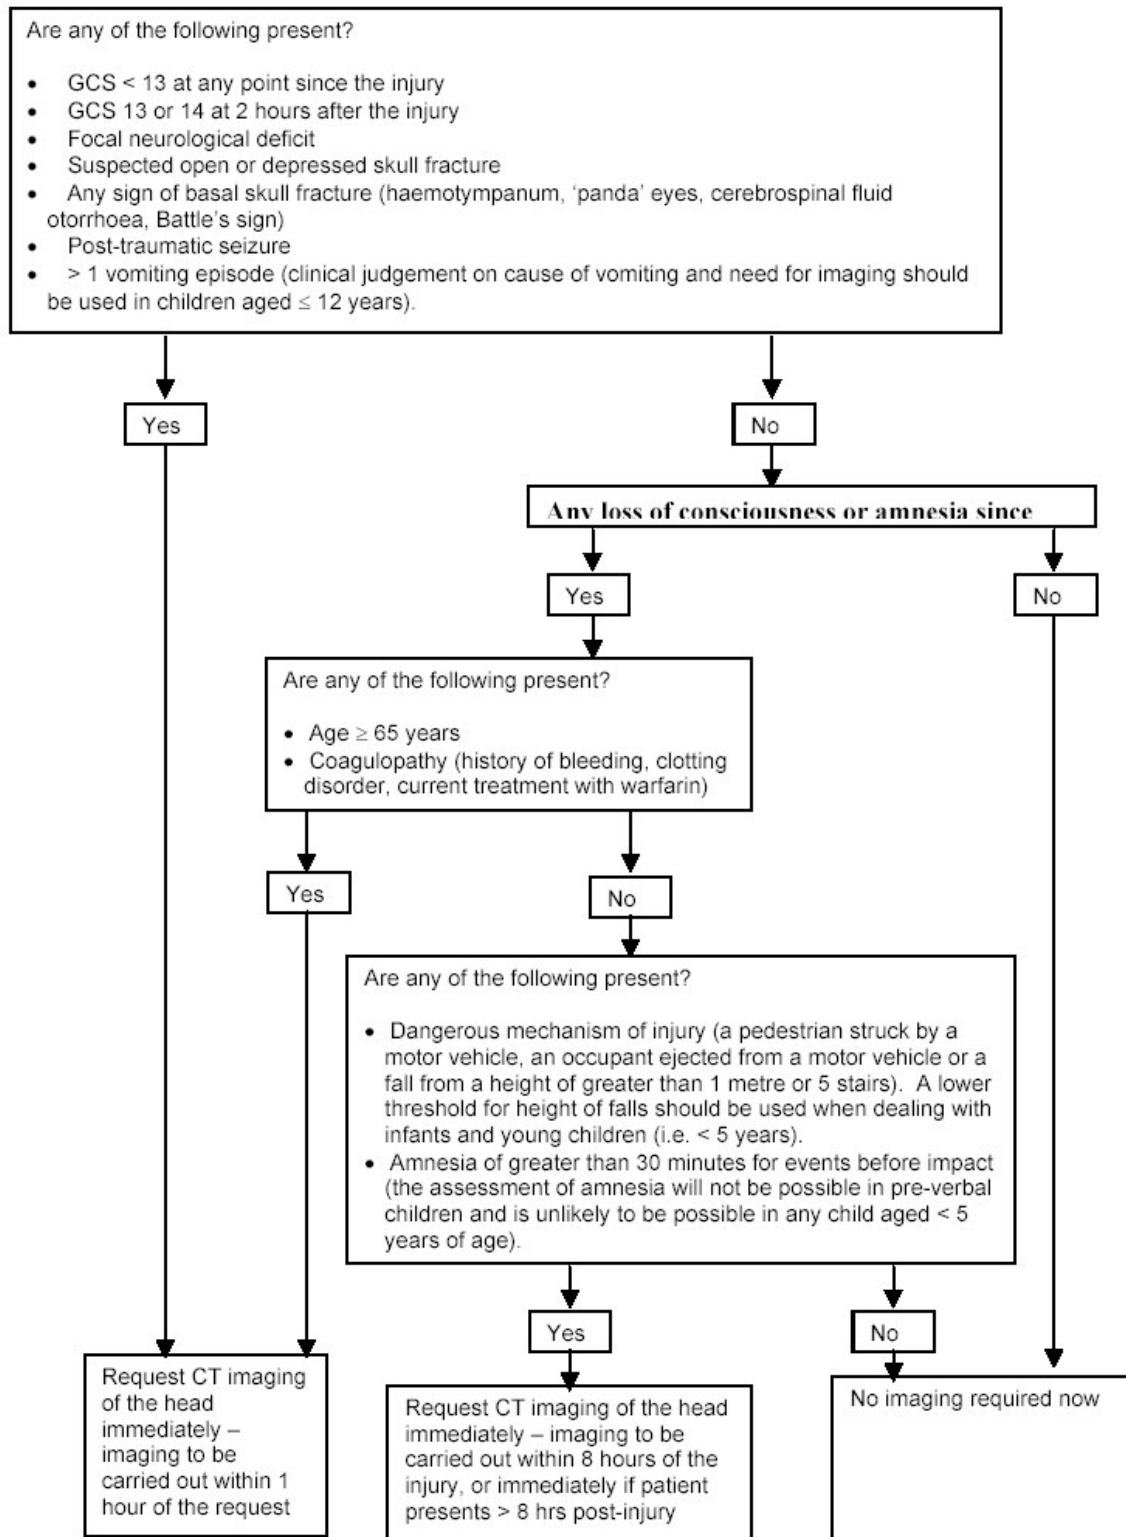 Are any of the following present?
• GCS < 13 at any point since the injury
• GCS 13 or 14 at 2 hours after the injury
• Focal neurological deficit
• Suspected open or depressed skull fracture
• Any sign of basal skull fracture (haemotympanum, ‘panda’ eyes, cerebrospinal fluid
otorrhoea, Battle’s sign)
• Post-traumatic seizure
• > 1 vomiting episode (clinical judgement on cause of vomiting and need for imaging should
be used in children aged ≤ 12 years).
Yes
No
Any loss of consciousness or amnesia since
Yes
No
Are any of the following present?
• Age ≥ 65 years
• Coagulopathy (history of bleeding, clotting
disorder, current treatment with warfarin)
Yes
No
Are any of the following present?
• Dangerous mechanism of injury (a pedestrian struck by a
motor vehicle, an occupant ejected from a motor vehicle or a
fall from a height of greater than 1 metre or 5 stairs). A lower
threshold for height of falls should be used when dealing with
infants and young children (i.e. < 5 years).
• Amnesia of greater than 30 minutes for events before impact
(the assessment of amnesia will not be possible in pre-verbal
children and is unlikely to be possible in any child aged < 5
years of age).
Yes
No
Request CT imaging
of the head
immediately –
imaging to be
carried out within 1
hour of the request
Request CT imaging of the head
immediately – imaging to be
carried out within 8 hours of the
injury, or immediately if patient
presents > 8 hrs post-injury
No imaging required now